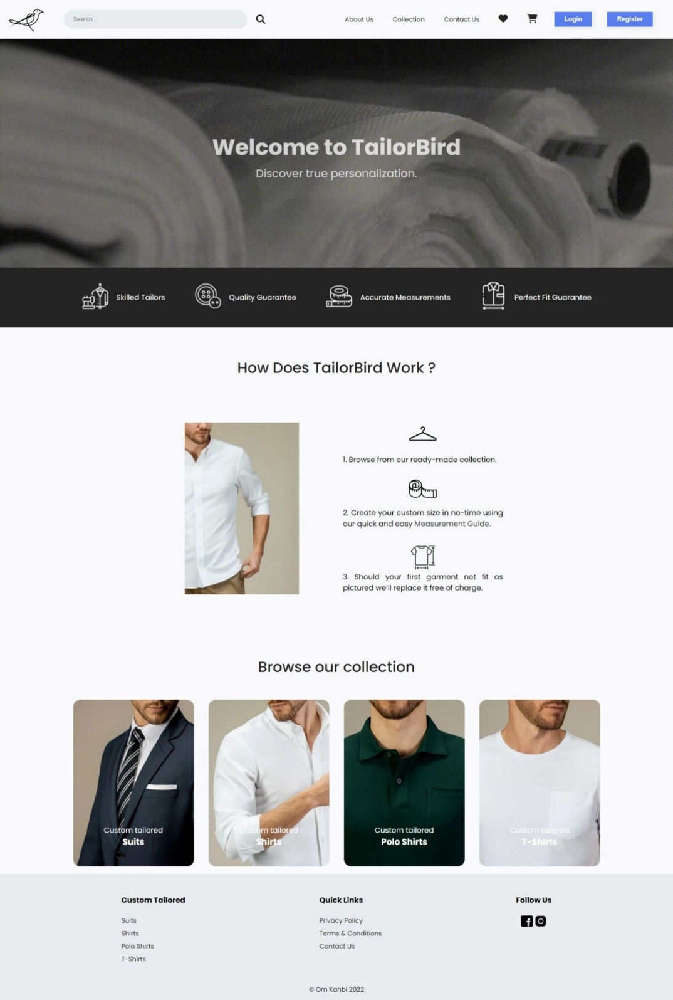 Search...
About Us
Collection
Contact Us
Login
Register
Welcome to TailorBird
Discover true personalization.
Skilled Tailors
Quality Guarantee
Accurate Measurements
Perfect Fit Guarantee
How Does TailorBird Work ?
1. Browse from our ready-made collection.
2. Create your custom size in no-time using
our quick and easy Measurement Guide.
3. Should your first garment not fit as
pictured we'll replace it free of charge.
Browse our collection
Custom tailored
Suits
Custom tailored
Shirts
Custom tailored
Polo Shirts
Custom tailored
T-Shirts
Custom Tailored
Suits
Shirts
Polo Shirts
T-Shirts
Quick Links
Privacy Policy
Terms & Conditions
Contact Us
Follow Us
© Om Kanbi 2022